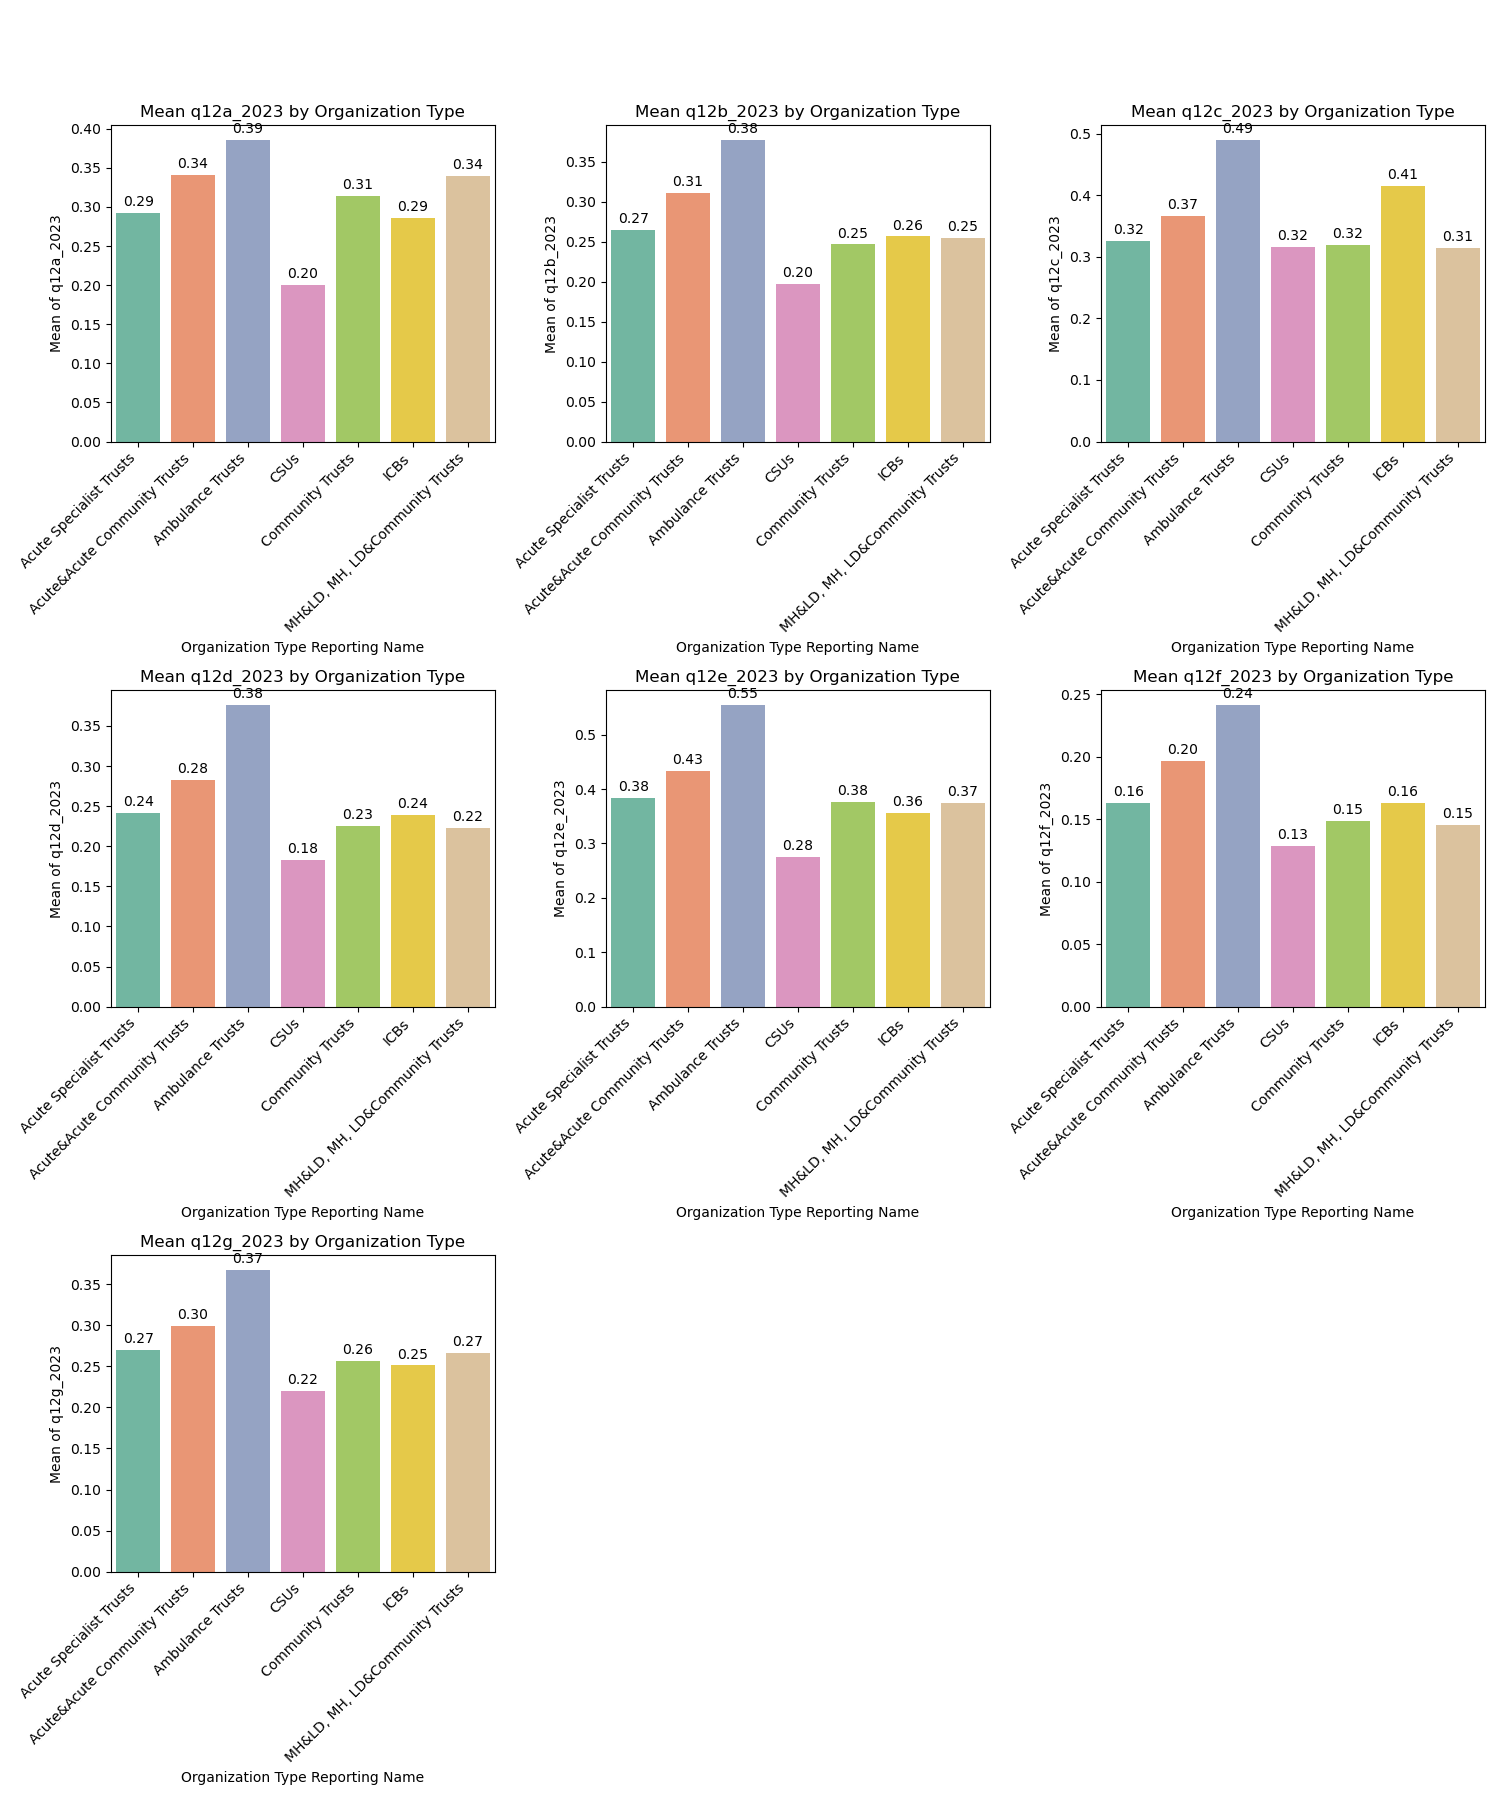 Mean q12a_2023 by Organization Type
Mean of q12a_2023
0.40
0.35
0.30
0.25
0.20
0.15
0.10
0.05
0.00
0.29
0.34
0.39
0.20
0.31
0.29
0.34
Acute Specialist Trusts
Acute&Acute Community Trusts
Ambulance Trusts
CSUs
Community Trusts
ICBs
MH&LD, MH, LD&Community Trusts
Organization Type Reporting Name
Mean q12b_2023 by Organization Type
Mean of q12b_2023
0.35
0.30
0.25
0.20
0.15
0.10
0.05
0.00
0.27
0.31
0.38
0.20
0.25
0.26
0.25
Acute Specialist Trusts
Acute&Acute Community Trusts
Ambulance Trusts
CSUs
Community Trusts
ICBs
MH&LD, MH, LD&Community Trusts
Organization Type Reporting Name
Mean q12c_2023 by Organization Type
Mean of q12c_2023
0.5
0.4
0.3
0.2
0.1
0.0
0.32
0.37
0.49
0.32
0.32
0.41
0.31
Acute Specialist Trusts
Acute&Acute Community Trusts
Ambulance Trusts
CSUs
Community Trusts
ICBs
MH&LD, MH, LD&Community Trusts
Organization Type Reporting Name
Mean q12d_2023 by Organization Type
Mean of q12d_2023
0.35
0.30
0.25
0.20
0.15
0.10
0.05
0.00
0.24
0.28
0.38
0.18
0.23
0.24
0.22
Acute Specialist Trusts
Acute&Acute Community Trusts
Ambulance Trusts
CSUs
Community Trusts
ICBs
MH&LD, MH, LD&Community Trusts
Organization Type Reporting Name
Mean q12e_2023 by Organization Type
Mean of q12e_2023
0.5
0.4
0.3
0.2
0.1
0.0
0.38
0.43
0.55
0.28
0.38
0.36
0.37
Acute Specialist Trusts
Acute&Acute Community Trusts
Ambulance Trusts
CSUs
Community Trusts
ICBs
MH&LD, MH, LD&Community Trusts
Organization Type Reporting Name
Mean q12f_2023 by Organization Type
Mean of q12f_2023
0.25
0.20
0.15
0.10
0.05
0.00
0.16
0.20
0.24
0.13
0.15
0.16
0.15
Acute Specialist Trusts
Acute&Acute Community Trusts
Ambulance Trusts
CSUs
Community Trusts
ICBs
MH&LD, MH, LD&Community Trusts
Organization Type Reporting Name
Mean q12g_2023 by Organization Type
Mean of q12g_2023
0.35
0.30
0.25
0.20
0.15
0.10
0.05
0.00
0.27
0.30
0.37
0.22
0.26
0.25
0.27
Acute Specialist Trusts
Acute&Acute Community Trusts
Ambulance Trusts
CSUs
Community Trusts
ICBs
MH&LD, MH, LD&Community Trusts
Organization Type Reporting Name